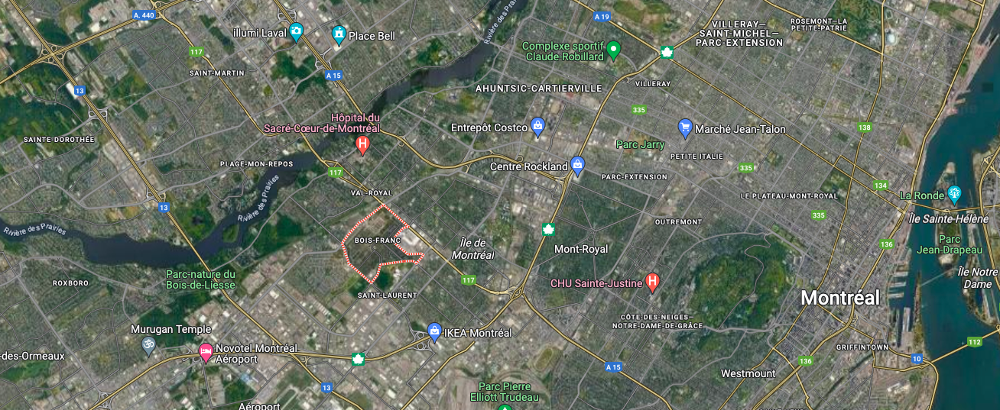 A. 440
illumi Laval
Place Bell
117
SAINT-MARTIN
A 15
13
SAINTE-DOROTHÉE
Rivière des Prai
A 19
Complexe sportif
Claude-Robillard
VILLERAY—
SAINT-MICHEL—
PARC-EXTENSION
ROSEMONT–LA
PETITE-PATRIE
AHUNTSIC-CARTIERVILLE
VILLERAY
335
138
Hôpital du
Sacré-Cœur-de-Montréal
Entrepôt Costco
Marché Jean-Talon
Parc Jarry
PETITE ITALIE
PLAGE-MON-REPOS
117
Centre Rockland
PARC-EXTENSION
335
134
VAL-ROYAL
Rivière des Prairies
13
LE PLATEAU-MONT-ROYAL
La Ronde
335
Île Sainte-Hélène
OUTREMONT
Rivière des Prairies
BOIS-FRANC
Île de
Montréal
Mont-Royal
136
Parc
Jean-Drapeau
Parc-nature du
Bois-de-Liesse
ROXBORO
117
SAINT-LAURENT
CHU Sainte-Justine
Île Notre
Dame
Montréal
CÔTE-DES-NEIGES—
NOTRE-DAME-DE-GRÂCE
Murugan Temple
IKEA Montréal
-des-Ormeaux
Novotel Montréal
Aéroport
GRIFFINTOWN
112
10
136
A 15
Westmount
13
Parc Pierre
Elliott Trudeau
Aéroport